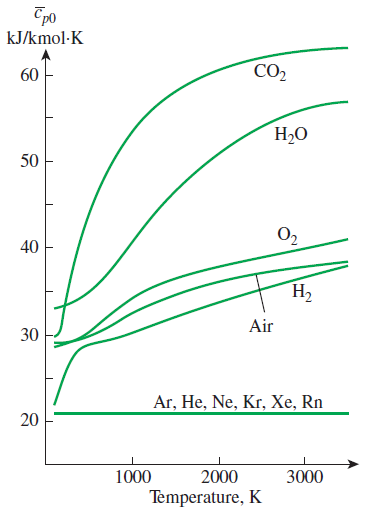 c̅p0
kJ/kmol·K
60
CO₂
H₂O
50
O₂
40
H₂
Air
30
Ar, He, Ne, Kr, Xe, Rn
20
1000 2000 3000
Temperature, K